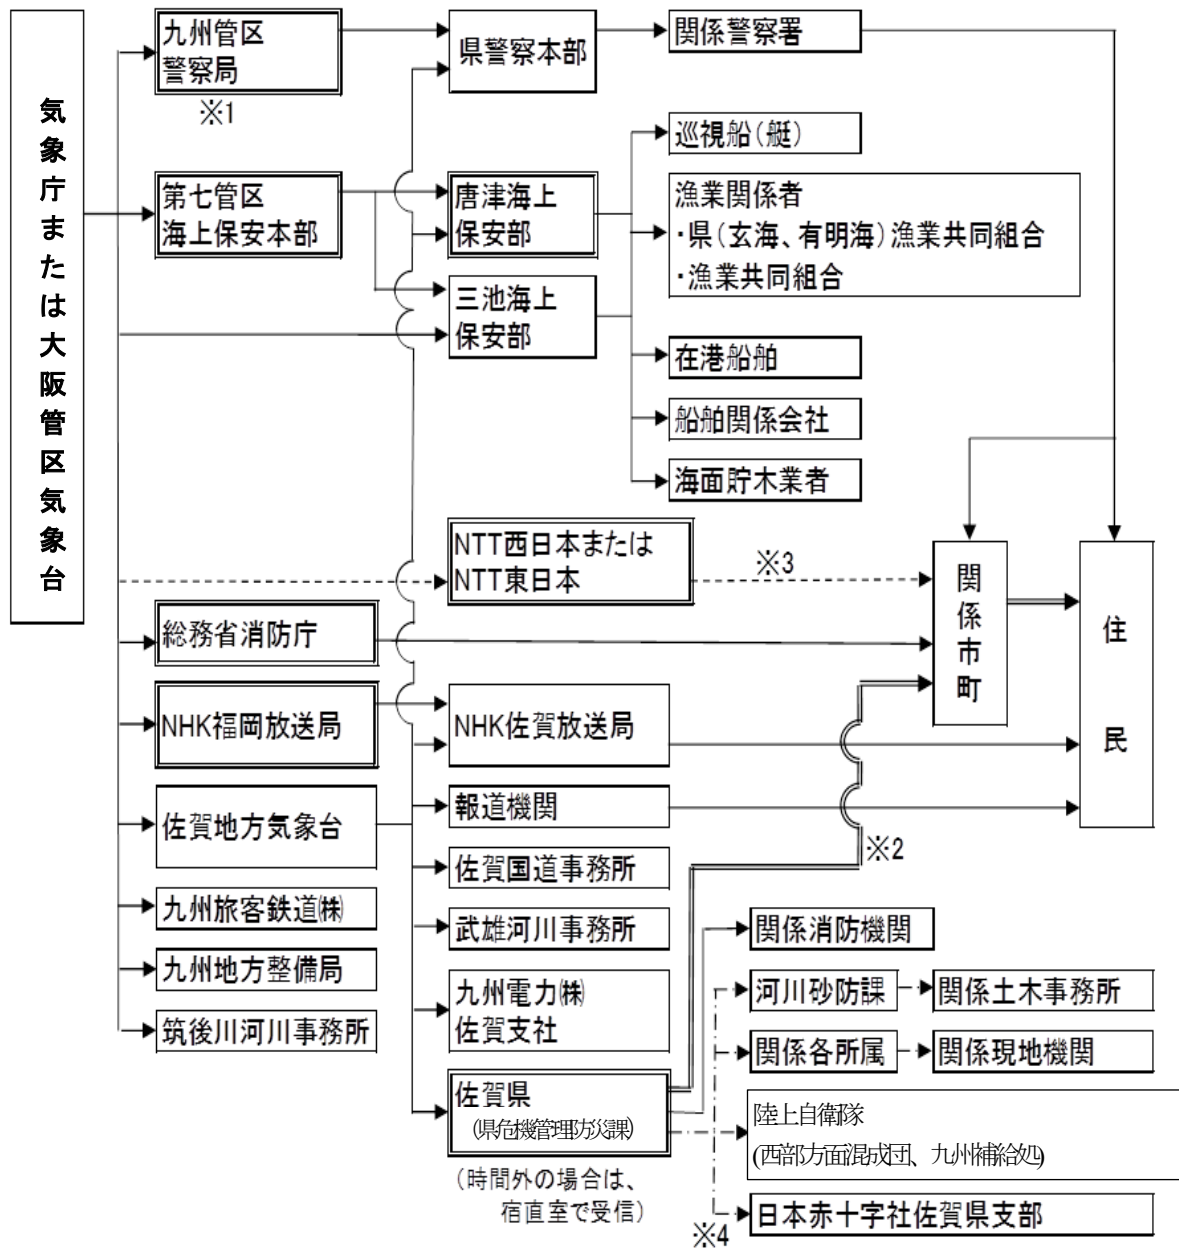 気象庁または大阪管区気象台
九州管区
警察局
※1
県警察本部
関係警察署
第七管区
海上保安本部
唐津海上
保安部
三池海上
保安部
巡視船（艇）
漁業関係者
・県（玄海、有明海）漁業共同組合
・漁業共同組合
在港船舶
船舶関係会社
海面貯木業者
NTT西日本または
NTT東日本
※3
関係市町
住民
総務省消防庁
NHK福岡放送局
NHK佐賀放送局
佐賀地方気象台
報道機関
※2
佐賀国道事務所
九州旅客鉄道㈱
武雄河川事務所
九州地方整備局
九州電力㈱
佐賀支社
筑後川河川事務所
佐賀県
（県危機管理防災課）
（時間外の場合は、
宿直室で受信）
関係消防機関
河川砂防課
関係土木事務所
関係各所属
関係現地機関
陸上自衛隊
（西部方面混成団、九州補給処）
日本赤十字社佐賀県支部
※4